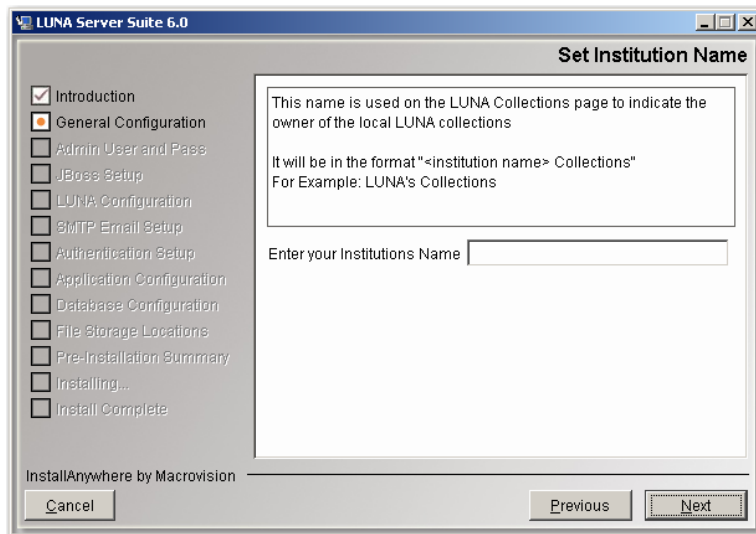 LUNA Server Suite 6.0
Set Institution Name
Introduction
General Configuration
Admin User and Pass
JBoss Setup
LUNA Configuration
SMTP Email Setup
Authentication Setup
Application Configuration
Database Configuration
File Storage Locations
Pre-Installation Summary
Installing...
Install Complete
This name is used on the LUNA Collections page to indicate the
owner of the local LUNA collections
It will be in the format "<institution name> Collections"
For Example: LUNA's Collections
Enter your Institutions Name
InstallAnywhere by Macrovision
Cancel
Previous
Next